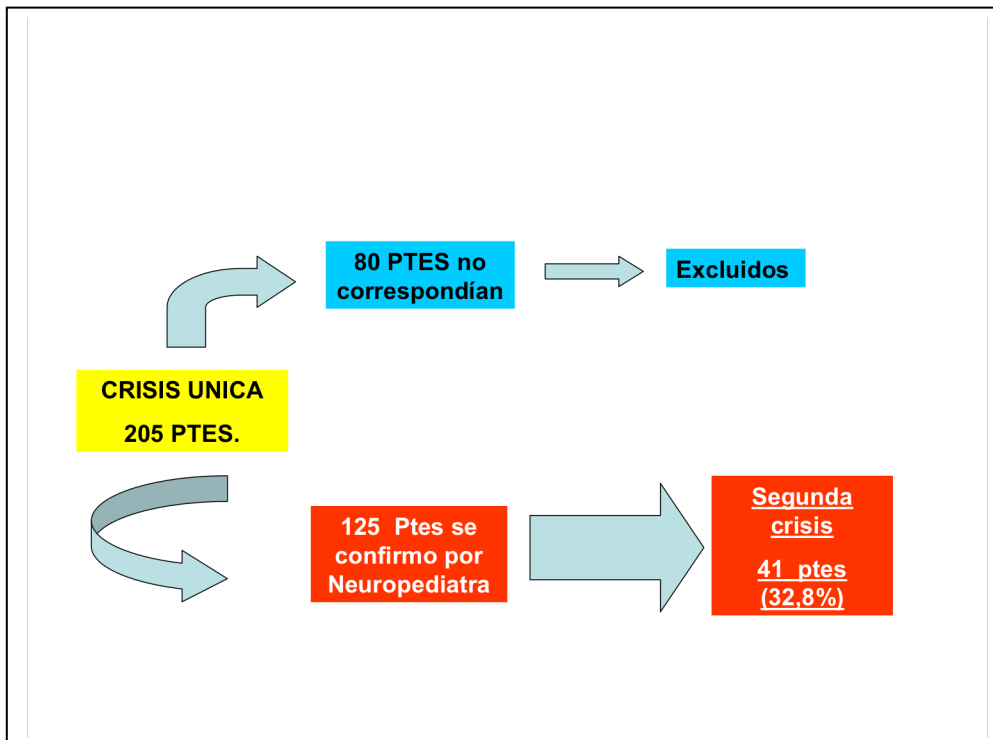 80 PTES no
correspondían
Excluidos
CRISIS UNICA
205 PTES.
125 Ptes se
confirmo por
Neuropediatra
Segunda
crisis
41 ptes
(32,8%)